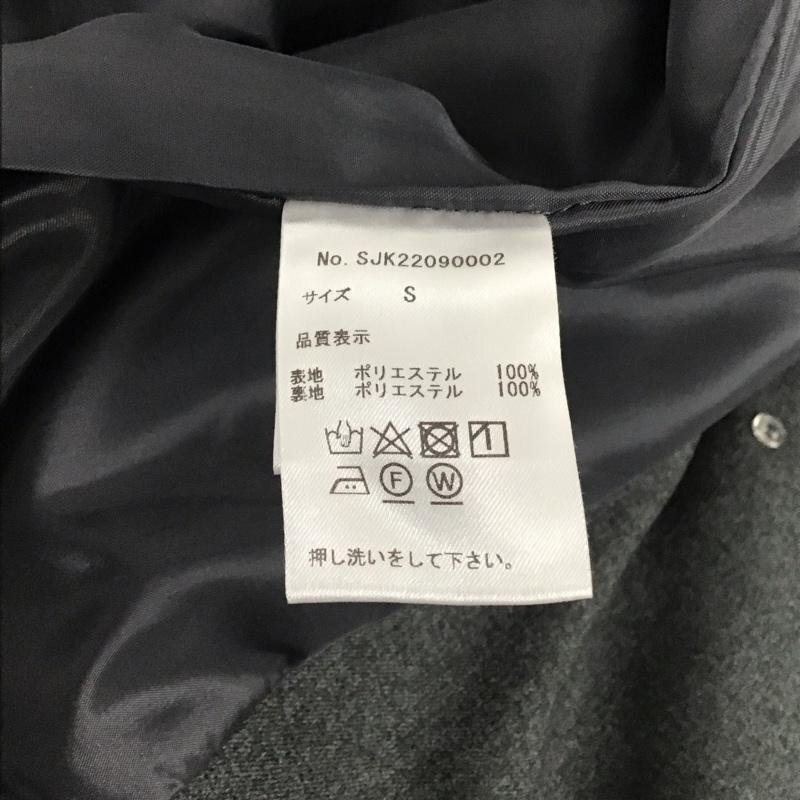 No. SJK22090002
サイズ S
品質表示
表地 ポリエステル 100%
裏地 ポリエステル 100%
F W
押し洗いをして下さい。